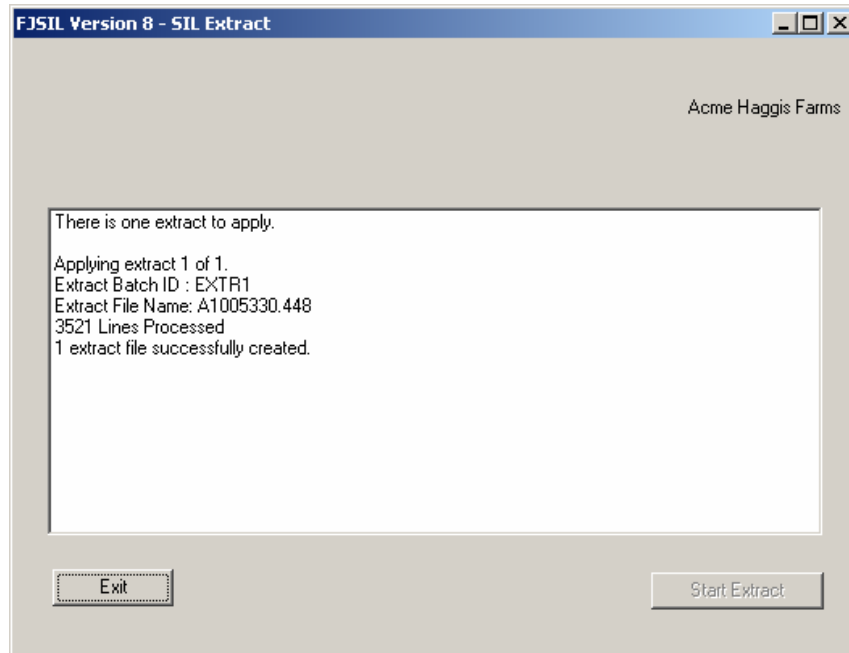 FJSIL Version 8 - SIL Extract
Acme Haggis Farms
There is one extract to apply.
Applying extract 1 of 1.
Extract Batch ID : EXTR1
Extract File Name: A1005330.448
3521 Lines Processed
1 extract file successfully created.
Exit
Start Extract